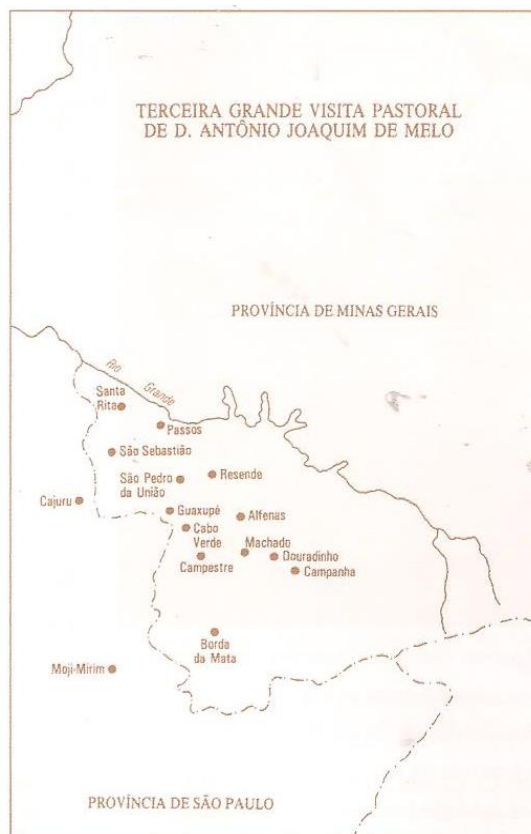 TERCEIRA GRANDE VISITA PASTORAL
DE D. ANTÔNIO JOAQUIM DE MELO
PROVÍNCIA DE MINAS GERAIS
Rio Grande
Santa
Rita
Passos
São Sebastião
São Pedro
da União
Resende
Cajuru
Guaxupé
Alfenas
Cabo
Verde
Machado
Douradinho
Campestre
Campanha
Borda
da Mata
Moji-Mirim
PROVÍNCIA DE SÃO PAULO